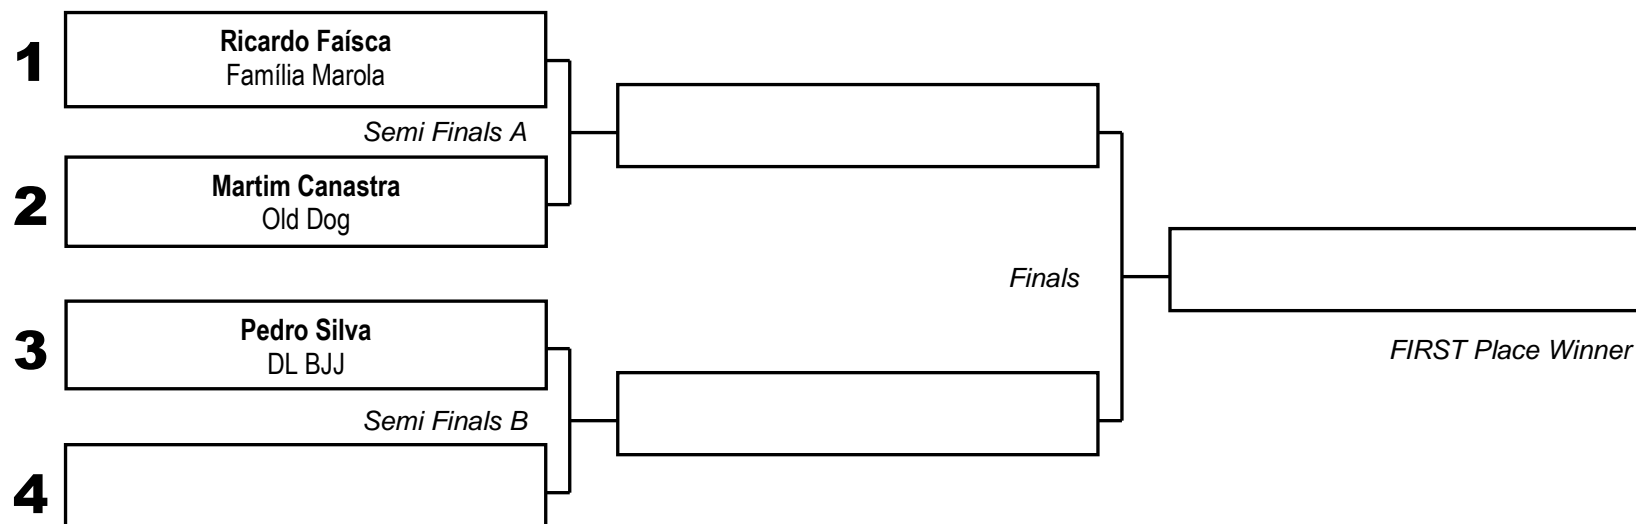 1
Ricardo Faísca
Família Marola
Semi Finals A
2
Martim Canastra
Old Dog
Finals
3
Pedro Silva
DL BJJ
FIRST Place Winner
Semi Finals B
4